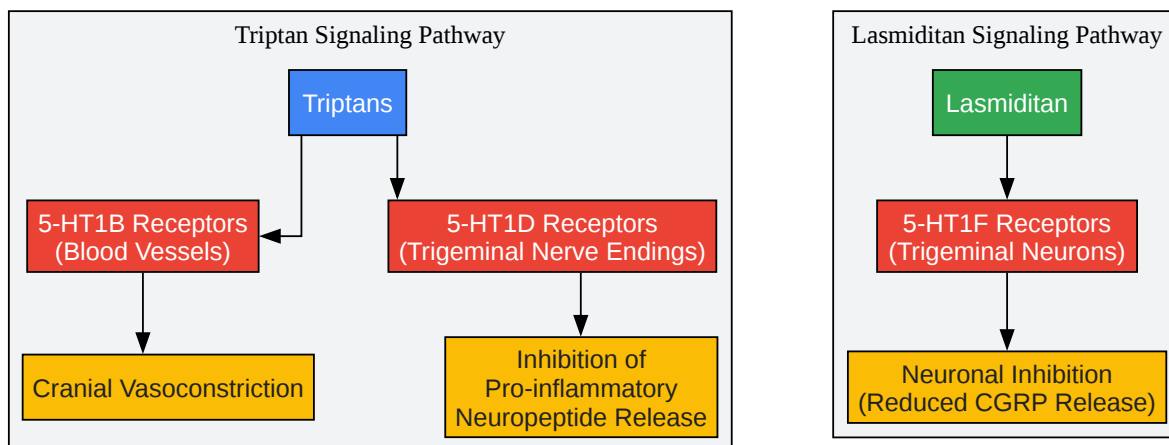 Triptan Signaling Pathway
Triptans
5-HT1B Receptors
(Blood Vessels)
5-HT1D Receptors
(Trigeminal Nerve Endings)
Cranial Vasoconstriction
Inhibition of
Pro-inflammatory
Neuropeptide Release
Lasmiditan Signaling Pathway
Lasmiditan
5-HT1F Receptors
(Trigeminal Neurons)
Neuronal Inhibition
(Reduced CGRP Release)